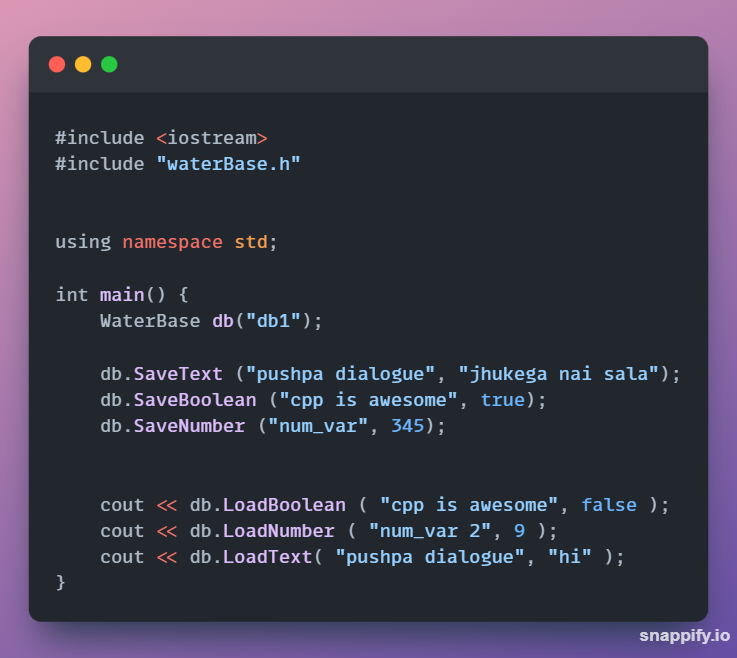 #include <iostream>
#include "waterBase.h"
using namespace std;
int main() {
    WaterBase db("db1");
    db.SaveText ("pushpa dialogue", "jhukega nai sala");
    db.SaveBoolean ("cpp is awesome", true);
    db.SaveNumber ("num_var", 345);
    cout << db.LoadBoolean ( "cpp is awesome", false );
    cout << db.LoadNumber ( "num_var 2", 9 );
    cout << db.LoadText( "pushpa dialogue", "hi" );
}
snappify.io